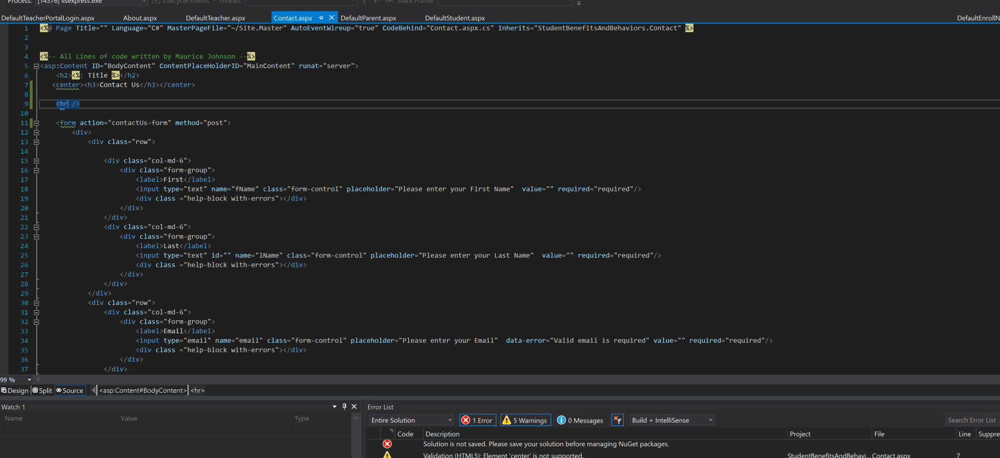 Process: [14376] iisexpress.exe Lifecycle Events Thread: Stack Frame:
DefaultTeacherPortalLogin.aspx About.aspx DefaultTeacher.aspx Contact.aspx DefaultParent.aspx DefaultStudent.aspx DefaultEnrollN
1 <%@ Page Title="" Language="C#" MasterPageFile="~/Site.Master" AutoEventWireup="true" CodeBehind="Contact.aspx.cs" Inherits="StudentBenefitsAndBehaviors.Contact" %>
2
3
4 <%-- All Lines of code written by Maurice Johnson --%>
5 <asp:Content ID="BodyContent" ContentPlaceHolderID="MainContent" runat="server">
6 <h2><%: Title %></h2>
7 <center><h3>Contact Us</h3></center>
8
9 <hr />
10
11 <form action="contactUs-form" method="post">
12 <div>
13 <div class="row">
14
15 <div class="col-md-6">
16 <div class="form-group">
17 <label>First</label>
18 <input type="text" name="fName" class="form-control" placeholder="Please enter your First Name"  value="" required="required"/>
19 <div class ="help-block with-errors"></div>
20 </div>
21 </div>
22 <div class="col-md-6">
23 <div class="form-group">
24 <label>Last</label>
25 <input type="text" id="" name="lName" class="form-control" placeholder="Please enter your Last Name"  value="" required="required"/>
26 <div class ="help-block with-errors"></div>
27 </div>
28 </div>
29 </div>
30 <div class="row">
31 <div class="col-md-6">
32 <div class="form-group">
33 <label>Email</label>
34 <input type="email" name="email" class="form-control" placeholder="Please enter your Email"  data-error="Valid email is required" value="" required="required"/>
35 <div class ="help-block with-errors"></div>
36 </div>
37 </div>
99 %
Design Split Source <asp:Content#BodyContent> <hr>
Watch 1
Name Value Type
Error List
Entire Solution 1 Error 5 Warnings 0 Messages Build + IntelliSense Search Error List
Code Description Project File Line Suppre
Solution is not saved. Please save your solution before managing NuGet packages.
Validation (HTML5): Element 'center' is not supported. StudentBenefitsAndBehavi... Contact.aspx 7